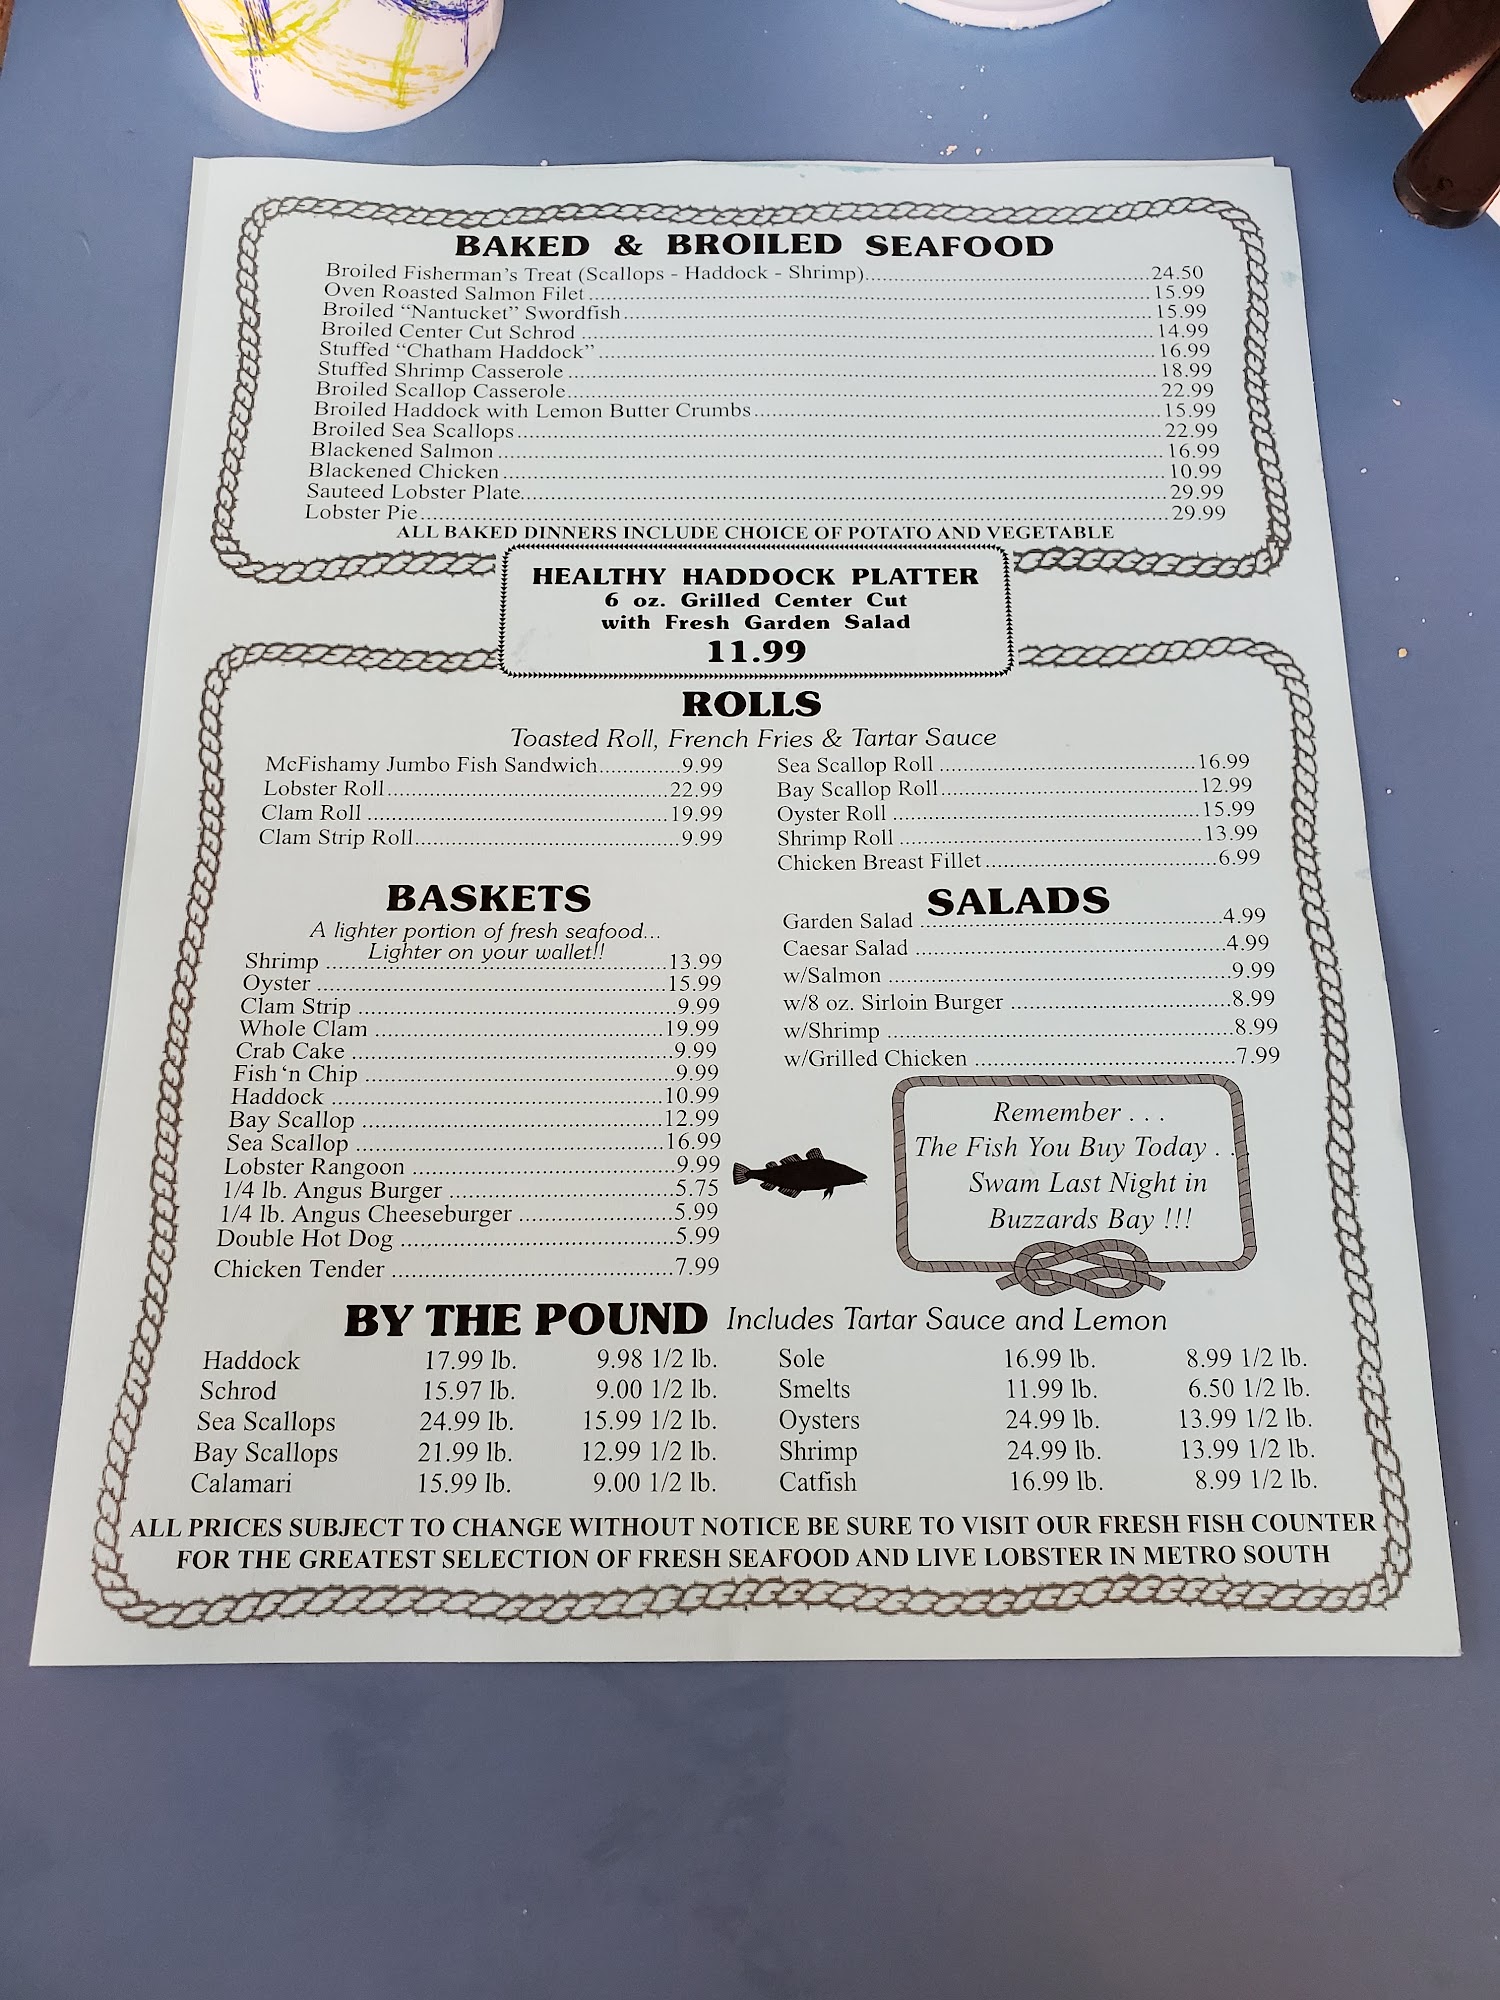 BAKED & BROILED SEAFOOD
Broiled Fisherman's Treat (Scallops - Haddock - Shrimp)..........24.50
Oven Roasted Salmon Filet..........15.99
Broiled "Nantucket" Swordfish..........15.99
Broiled Center Cut Schrod..........14.99
Stuffed "Chatham Haddock"..........16.99
Stuffed Shrimp Casserole..........18.99
Broiled Scallop Casserole..........22.99
Broiled Haddock with Lemon Butter Crumbs..........15.99
Broiled Sea Scallops..........22.99
Blackened Salmon..........16.99
Blackened Chicken..........10.99
Sauteed Lobster Plate..........29.99
Lobster Pie..........29.99
ALL BAKED DINNERS INCLUDE CHOICE OF POTATO AND VEGETABLE
HEALTHY HADDOCK PLATTER
6 oz. Grilled Center Cut
with Fresh Garden Salad
11.99
ROLLS
Toasted Roll, French Fries & Tartar Sauce
McFishamy Jumbo Fish Sandwich..........9.99
Lobster Roll..........22.99
Clam Roll..........19.99
Clam Strip Roll..........9.99
Sea Scallop Roll..........16.99
Bay Scallop Roll..........12.99
Oyster Roll..........15.99
Shrimp Roll..........13.99
Chicken Breast Fillet..........6.99
BASKETS
A lighter portion of fresh seafood...
Lighter on your wallet!!
Shrimp..........13.99
Oyster..........15.99
Clam Strip..........9.99
Whole Clam..........19.99
Crab Cake..........9.99
Fish 'n Chip..........9.99
Haddock..........10.99
Bay Scallop..........12.99
Sea Scallop..........16.99
Lobster Rangoon..........9.99
1/4 lb. Angus Burger..........5.75
1/4 lb. Angus Cheeseburger..........5.99
Double Hot Dog..........5.99
Chicken Tender..........7.99
SALADS
Garden Salad..........4.99
Caesar Salad..........4.99
w/Salmon..........9.99
w/8 oz. Sirloin Burger..........8.99
w/Shrimp..........8.99
w/Grilled Chicken..........7.99
Remember . . .
The Fish You Buy Today . . .
Swam Last Night in
Buzzards Bay !!!
BY THE POUND Includes Tartar Sauce and Lemon
Haddock 17.99 lb. 9.98 1/2 lb.
Schrod 15.97 lb. 9.00 1/2 lb.
Sea Scallops 24.99 lb. 15.99 1/2 lb.
Bay Scallops 21.99 lb. 12.99 1/2 lb.
Calamari 15.99 lb. 9.00 1/2 lb.
Sole 16.99 lb. 8.99 1/2 lb.
Smelts 11.99 lb. 6.50 1/2 lb.
Oysters 24.99 lb. 13.99 1/2 lb.
Shrimp 24.99 lb. 13.99 1/2 lb.
Catfish 16.99 lb. 8.99 1/2 lb.
ALL PRICES SUBJECT TO CHANGE WITHOUT NOTICE BE SURE TO VISIT OUR FRESH FISH COUNTER
FOR THE GREATEST SELECTION OF FRESH SEAFOOD AND LIVE LOBSTER IN METRO SOUTH